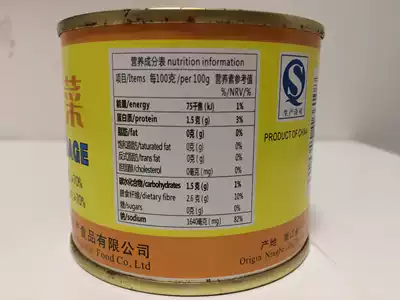 营养成分表 nutrition information
项目/Items 每100克/per 100g 营养素参考值
%/NRV/%
能量/energy 75千焦 (kJ) 1%
蛋白质/protein 1.5克(g) 3%
脂肪/fat 0克(g) 0%
饱和脂肪/taturated fat 0克(g) 0%
反式脂肪/trans fat 0克(g) 0%
胆固醇/cholesterol 0毫克(mg) 0%
碳水化合物/carbohydrates 1.5克(g) 1%
膳食纤维/dietary fibre 2.6克(g) 10%
糖/sugars 0克(g) 0%
钠/sodium 1640毫克(mg) 82%
菜
AGE
食品有限公司
Food Co., Ltd
QS
生产许可
PRODUCT OF CHINA
产地
Origin Ningbo